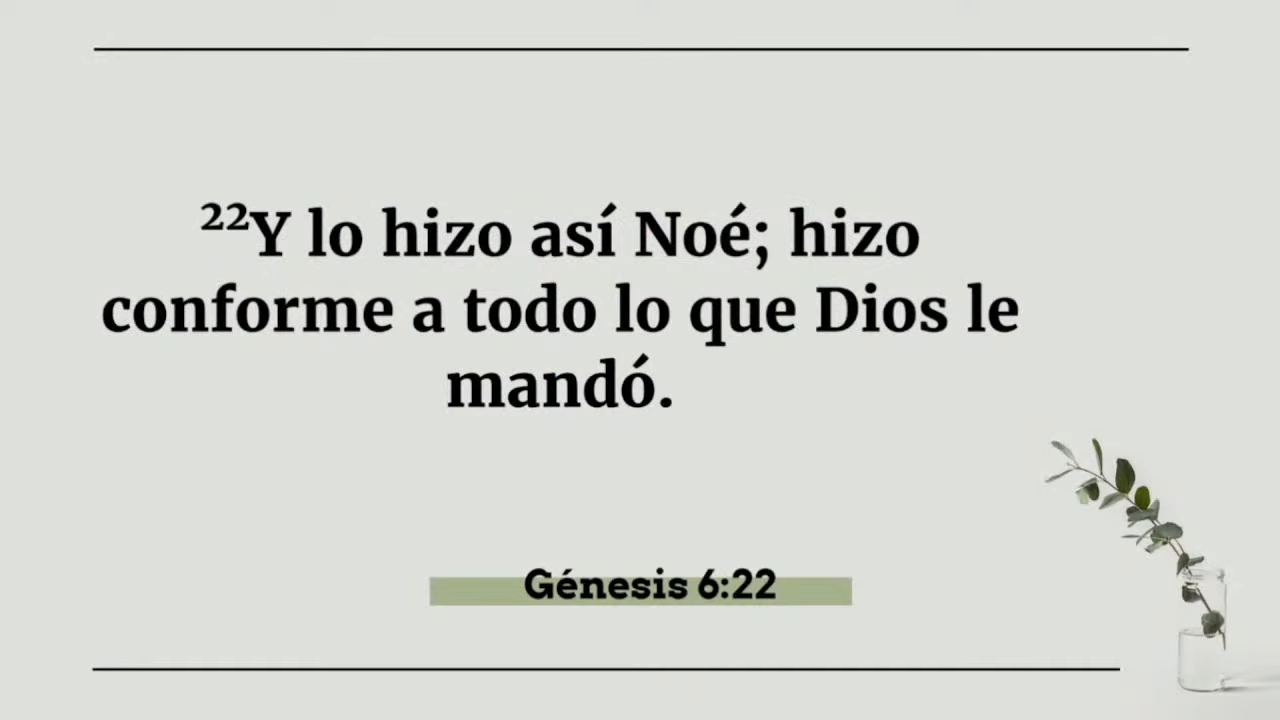 ²²Y lo hizo así Noé; hizo
conforme a todo lo que Dios le
mandó.
Génesis 6:22